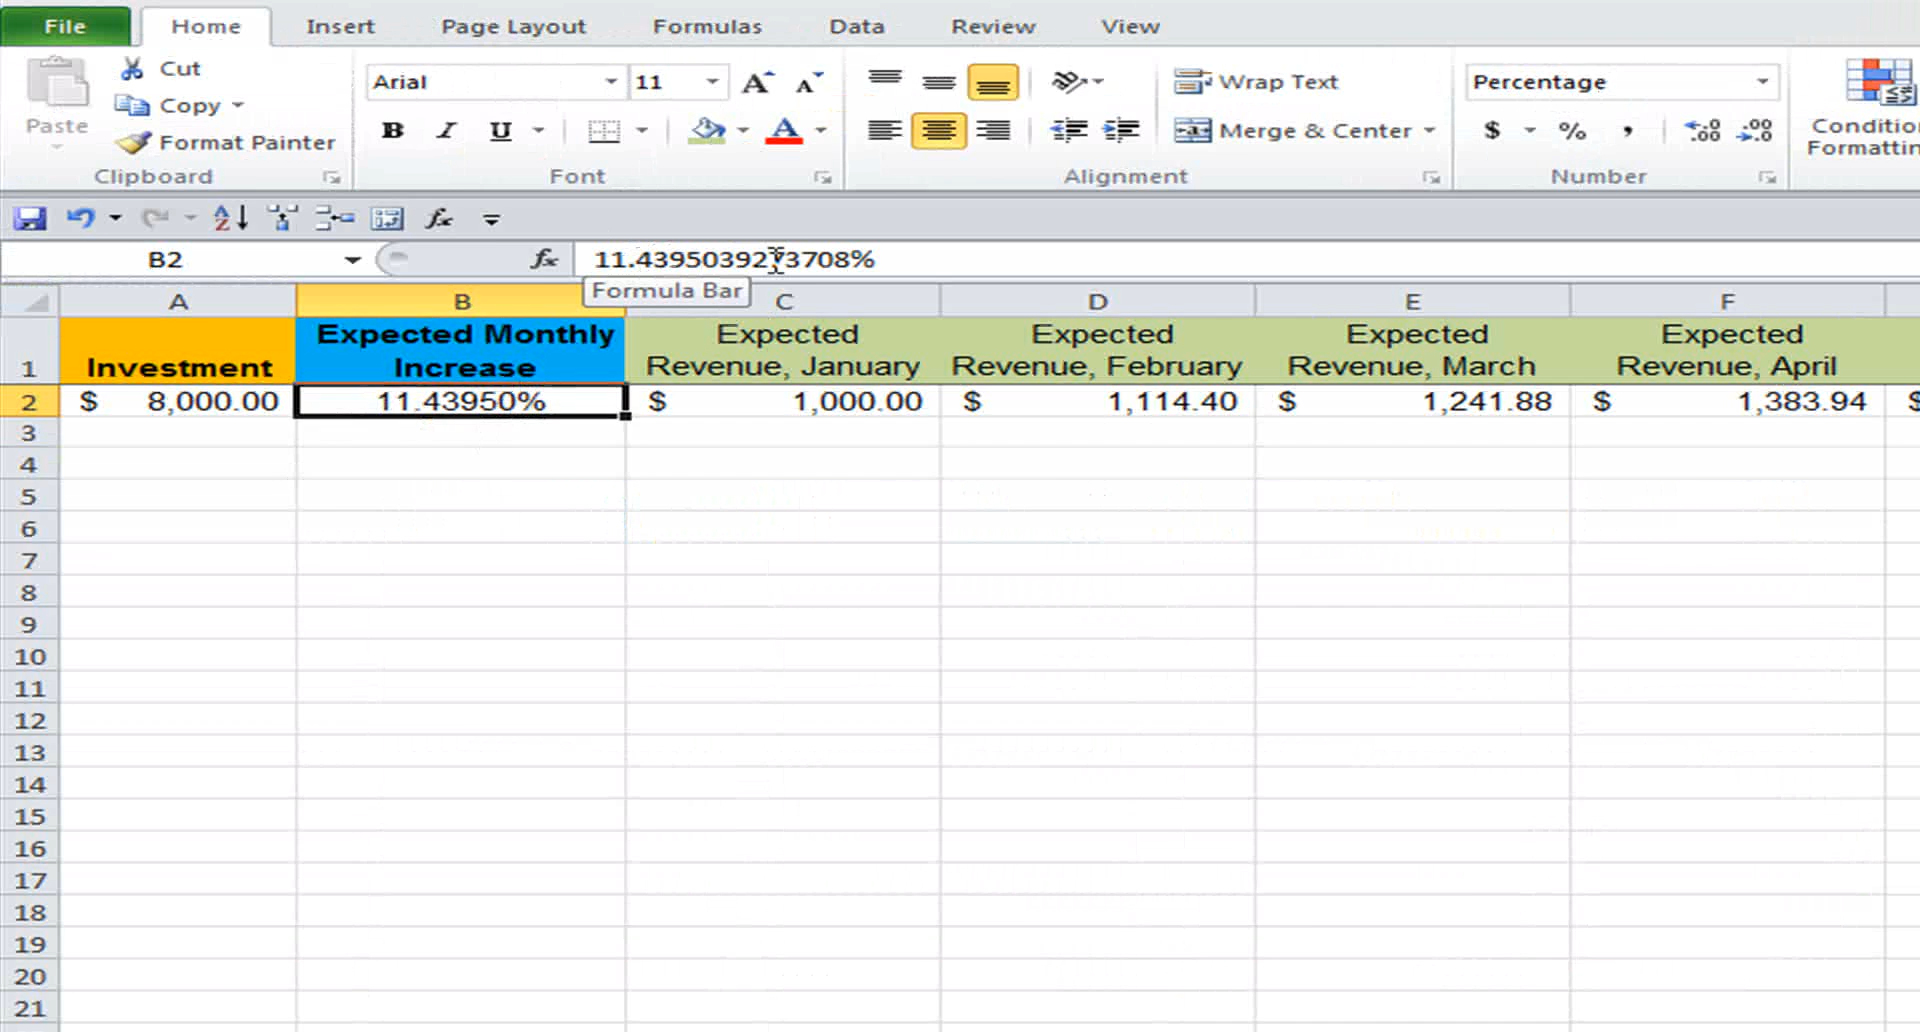 File Home Insert Page Layout Formulas Data Review View
Cut
Copy
Format Painter
Paste
Clipboard
Arial 11
B I U
Font
Wrap Text
Merge & Center
Alignment
Percentage
$ % ,
Number
Conditio
Formattin
B2 fx 11.4395039273708%
Formula Bar
A B C D E F
1 Investment Expected Monthly Increase Expected Revenue, January Expected Revenue, February Expected Revenue, March Expected Revenue, April
2 $ 8,000.00 11.43950% $ 1,000.00 $ 1,114.40 $ 1,241.88 $ 1,383.94 $
3
4
5
6
7
8
9
10
11
12
13
14
15
16
17
18
19
20
21